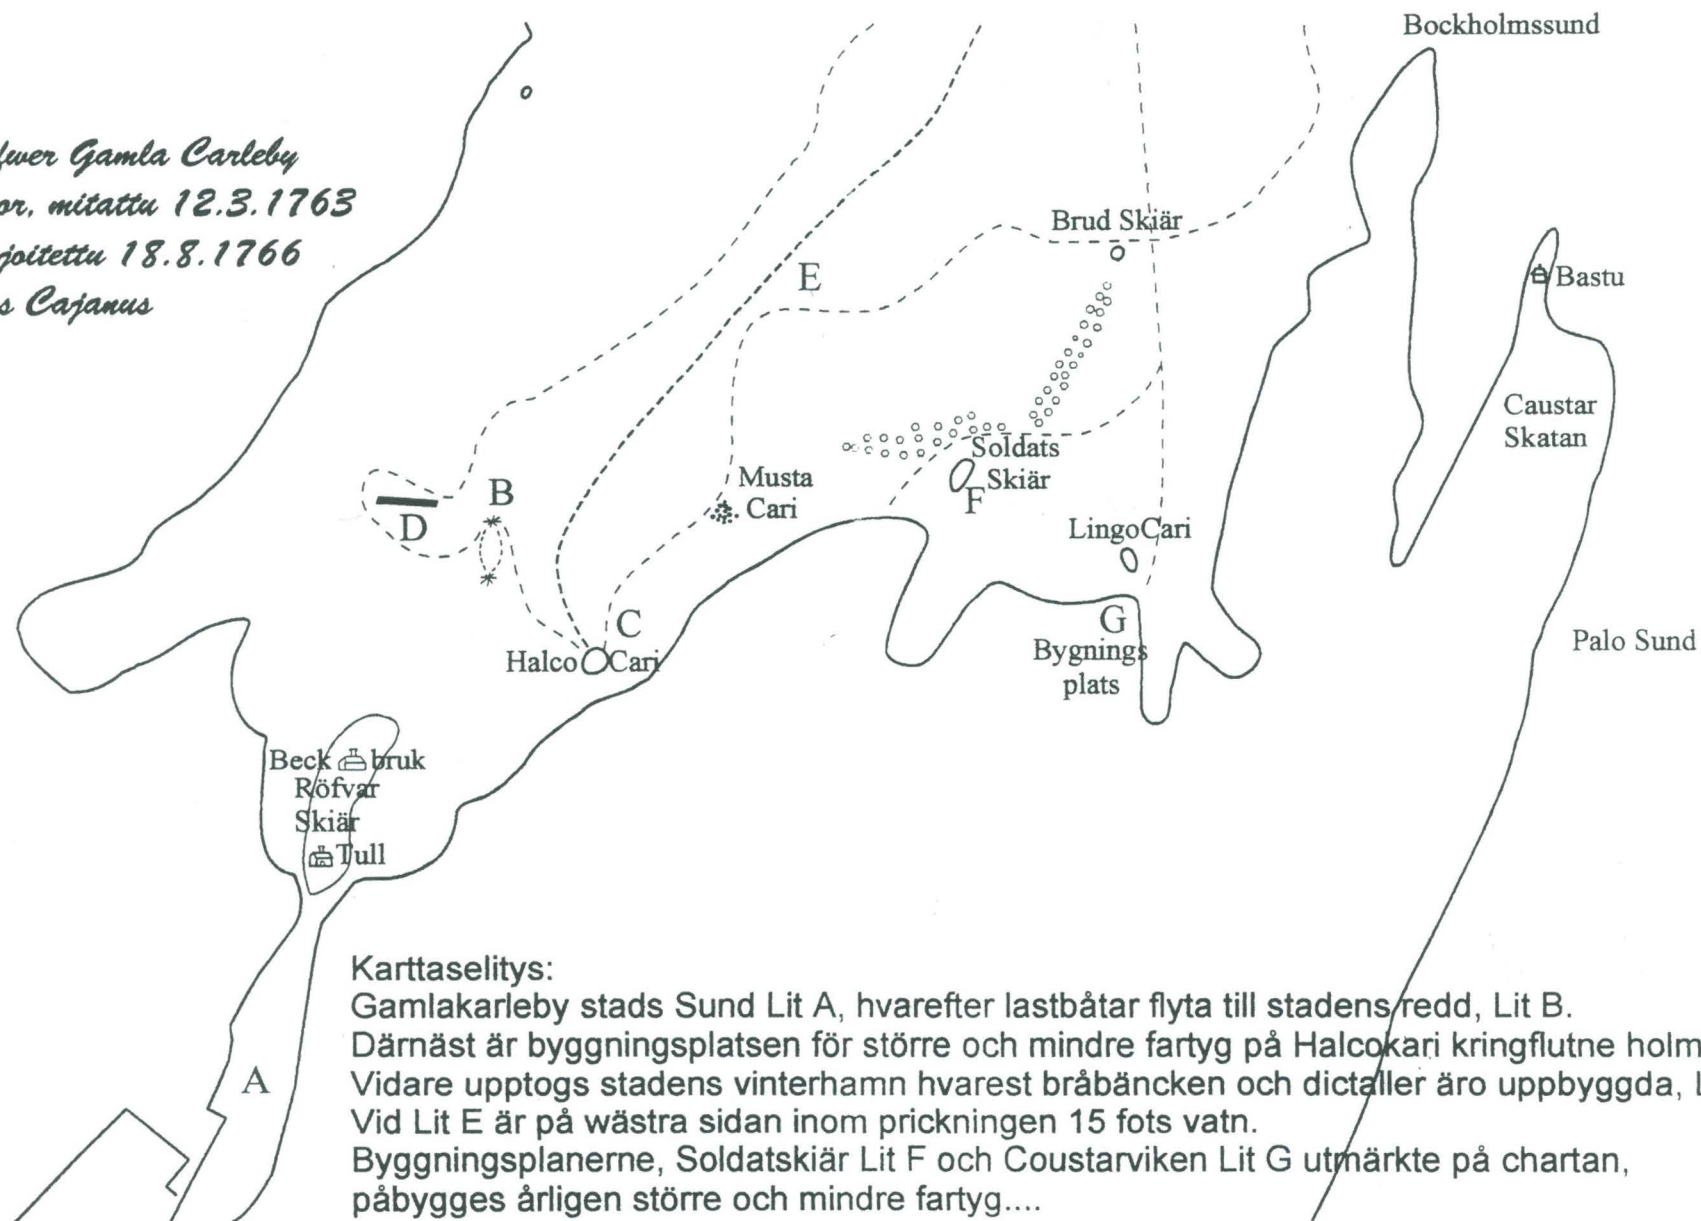 Bockholmssund
fwer Gamla Carleby
or, mitattu 12.3.1763
joitettu 18.8.1766
s Cajanus
Brud Skiär
E
Bastu
Caustar
Skatan
Soldats
Skiär
F
Musta
Cari
B
D
LingoCari
C
G
Halco Cari
Bygnings
plats
Palo Sund
Beck bruk
Röfvar
Skiär
Tull
A
Karttaselitys:
Gamlakarleby stads Sund Lit A, hvarefter lastbåtar flyta till stadens redd, Lit B.
Därnäst är byggningsplatsen för större och mindre fartyg på Halcokari kringflutne holm
Vidare upptogs stadens vinterhamn hvarest bråbäncken och dictaller äro uppbyggda, L
Vid Lit E är på wästra sidan inom prickningen 15 fots vatn.
Byggningsplanerne, Soldatskiär Lit F och Coustarviken Lit G utmärkte på chartan,
påbygges årligen större och mindre fartyg....